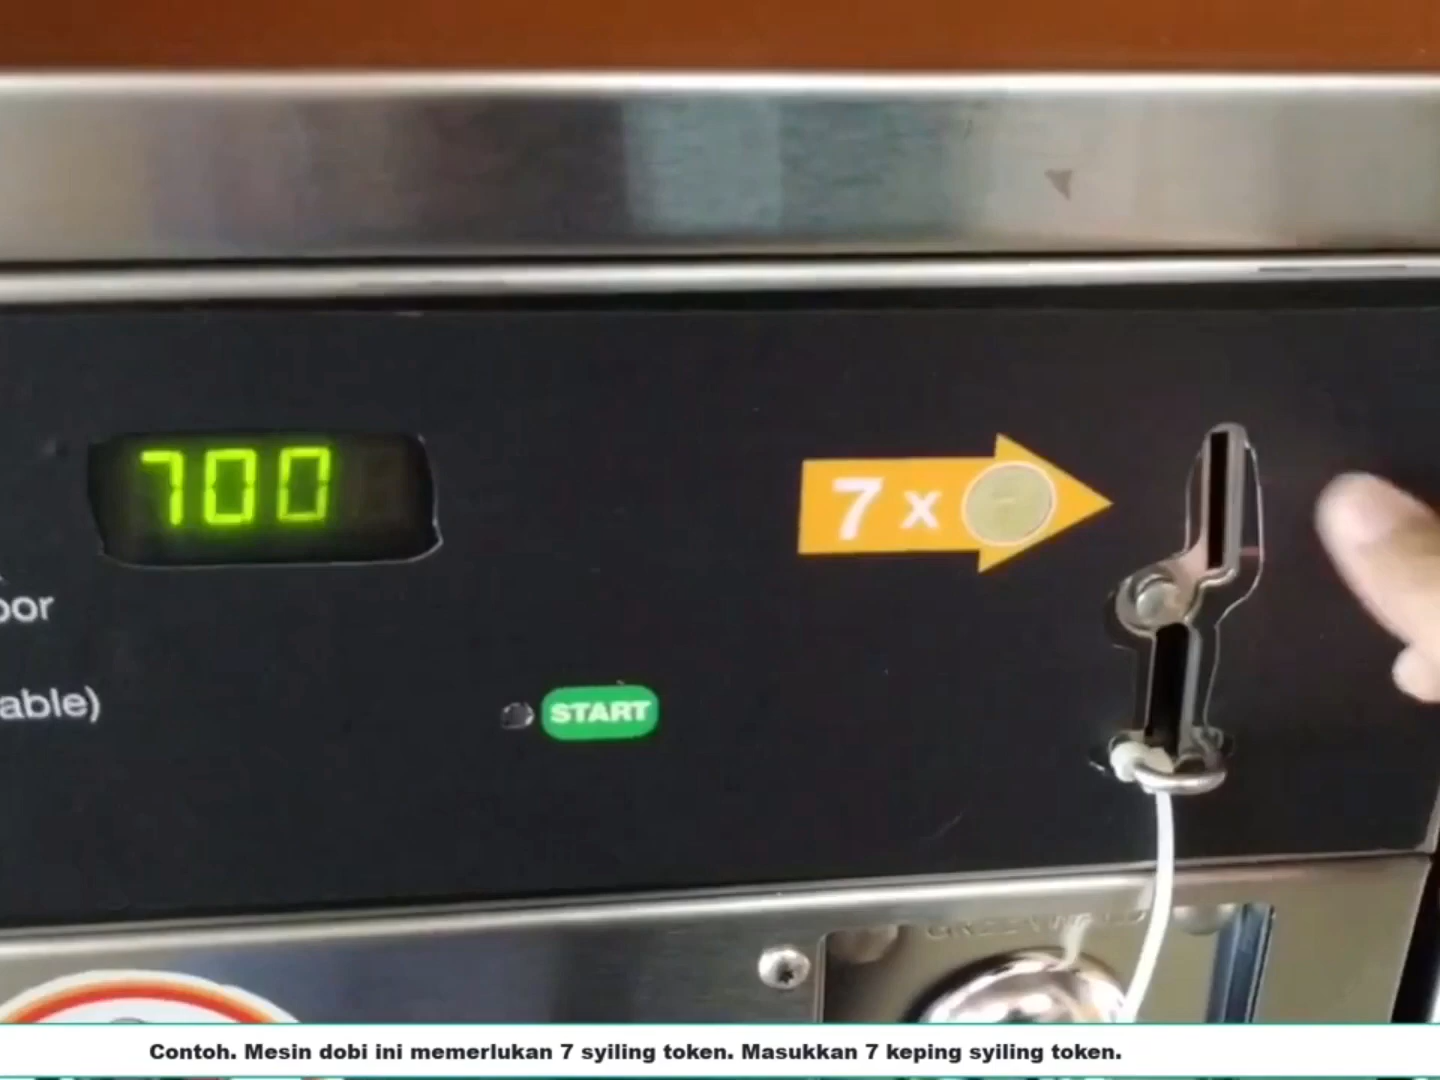 700
7 x
oor
able)
START
Contoh. Mesin dobi ini memerlukan 7 syiling token. Masukkan 7 keping syiling token.